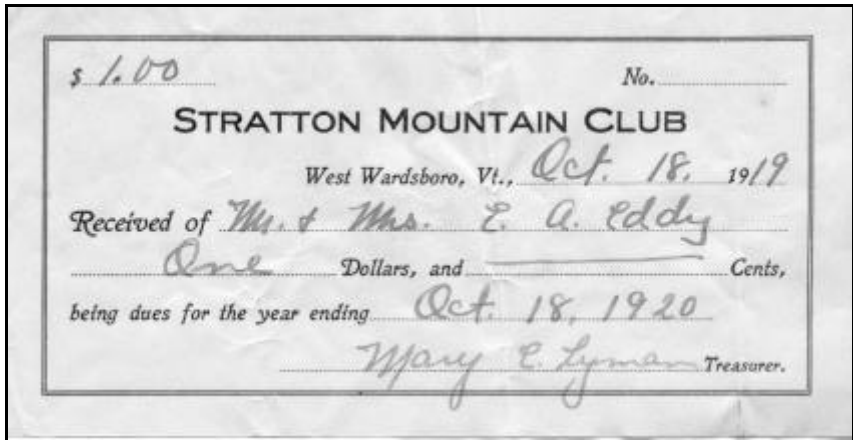 $ 1.00 No.
STRATTON MOUNTAIN CLUB
West Wardsboro, Vt., Oct. 18, 1919
Received of Mr. & Mrs. E. A. Eddy
One Dollars, and Cents,
being dues for the year ending Oct. 18, 1920
Mary E. Lyman Treasurer.